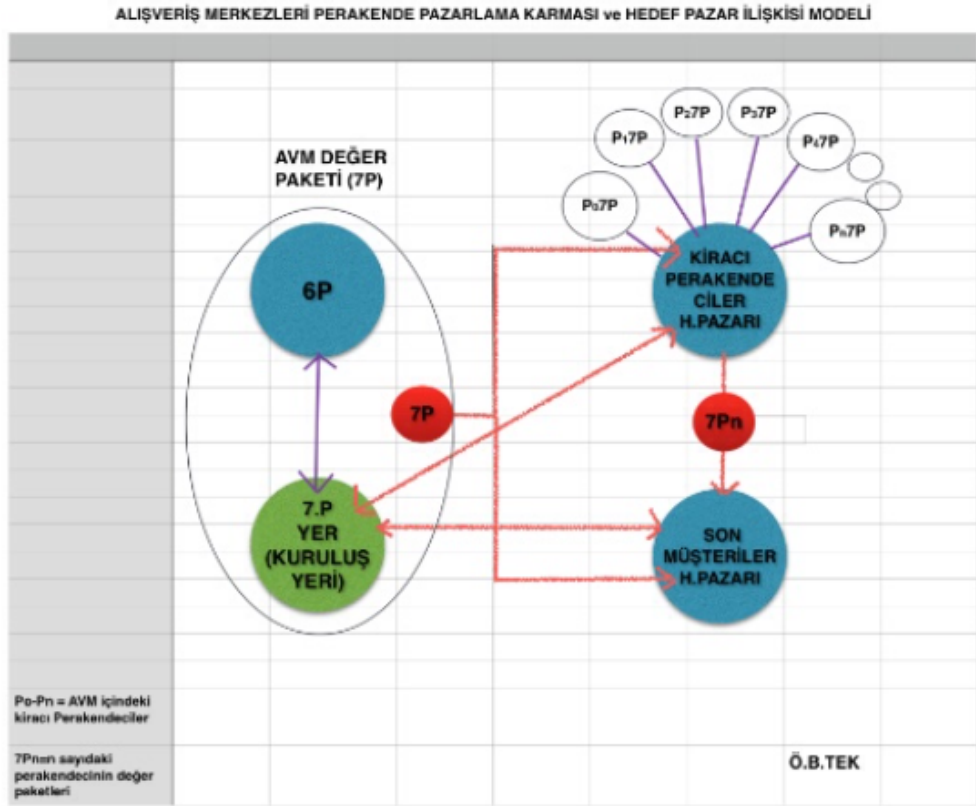 ALIŞVERİŞ MERKEZLERİ PERAKENDE PAZARLAMA KARMASI ve HEDEF PAZAR İLİŞKİSİ MODELİ
AVM DEĞER
PAKETİ (7P)
6P
7P
7.P
YER
(KURULUŞ
YERİ)
P₀7P
P₁7P
P₂7P
P₃7P
P₄7P
Pₙ7P
KİRACI
PERAKENDE
CİLER
H.PAZARI
7Pn
SON
MÜŞTERİLER
H.PAZARI
Po-Pn = AVM içindeki
kiracı Perakendeciler
7Pn=n sayıdaki
perakendecinin değer
paketleri
Ö.B.TEK